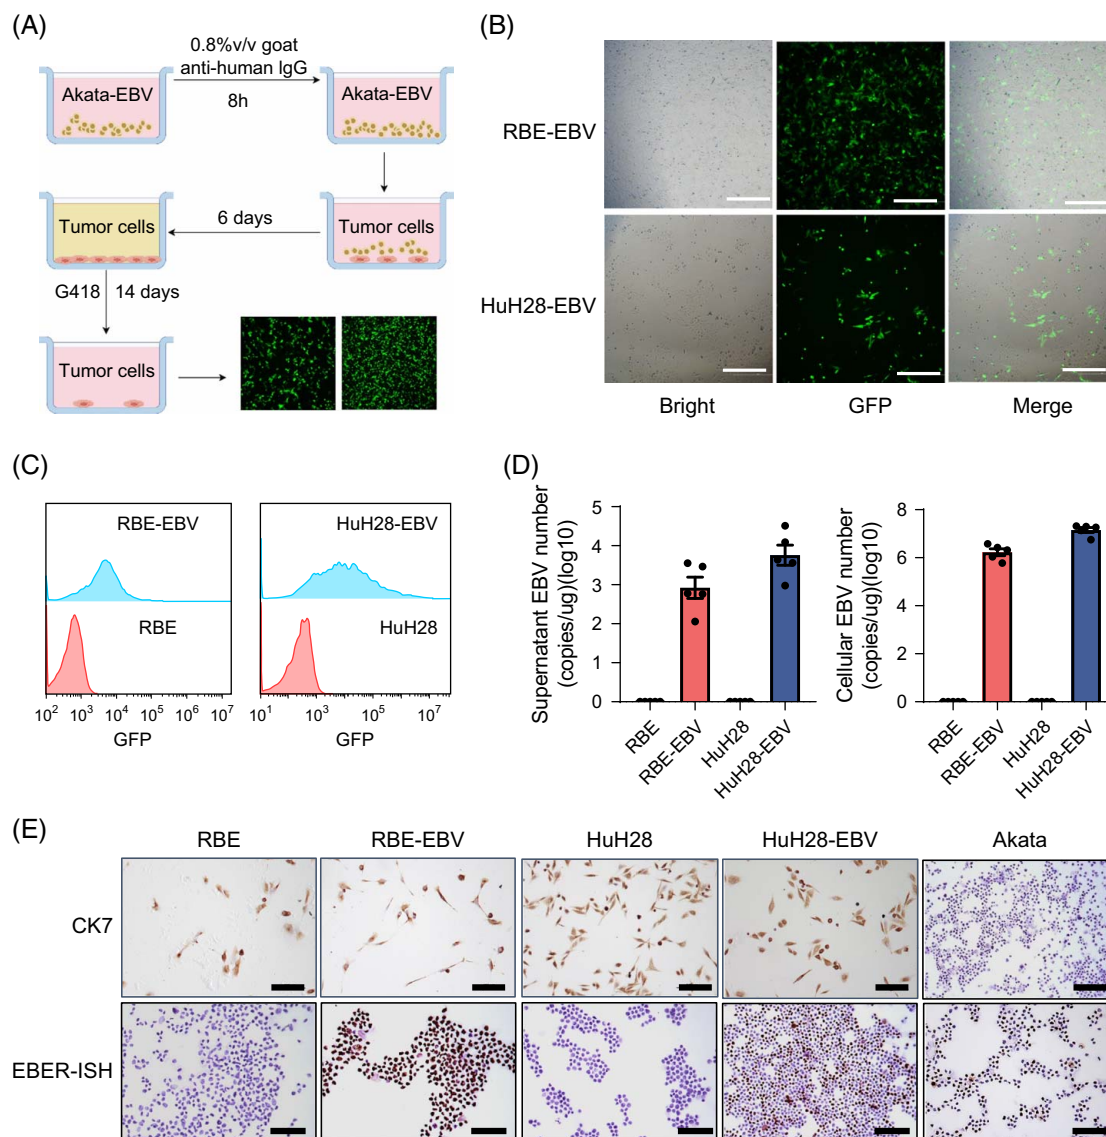 (A)
0.8%v/v goat
anti-human IgG
8h
Akata-EBV
Akata-EBV
Tumor cells
6 days
Tumor cells
G418
14 days
Tumor cells
(B)
RBE-EBV
HuH28-EBV
Bright
GFP
Merge
(C)
RBE-EBV
RBE
10² 10³ 10⁴ 10⁵ 10⁶ 10⁷
GFP
HuH28-EBV
HuH28
10¹ 10³ 10⁵ 10⁷
GFP
(D)
Supernatant EBV number
(copies/ug)(log10)
5
4
3
2
1
0
RBE
RBE-EBV
HuH28
HuH28-EBV
Cellular EBV number
(copies/ug)(log10)
8
6
4
2
0
RBE
RBE-EBV
HuH28
HuH28-EBV
(E)
RBE
RBE-EBV
HuH28
HuH28-EBV
Akata
CK7
EBER-ISH